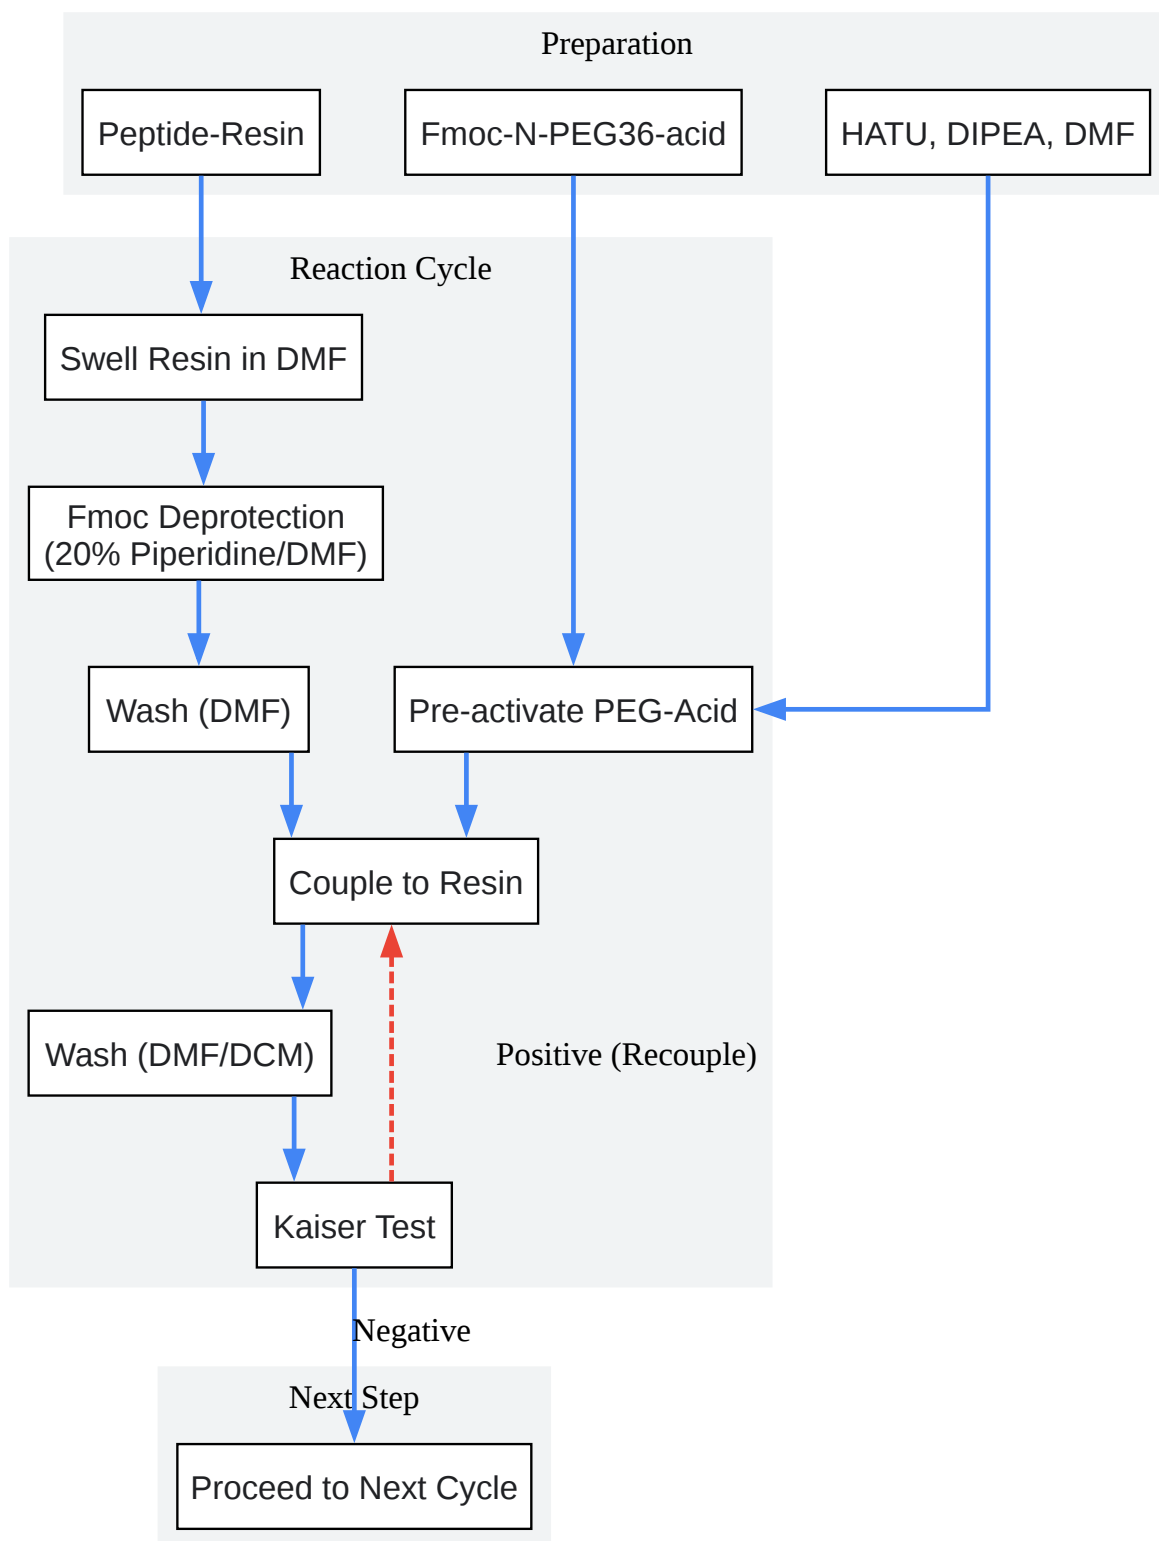 Preparation
Peptide-Resin
Fmoc-N-PEG36-acid
HATU, DIPEA, DMF
Reaction Cycle
Swell Resin in DMF
Fmoc Deprotection
(20% Piperidine/DMF)
Wash (DMF)
Pre-activate PEG-Acid
Couple to Resin
Wash (DMF/DCM)
Positive (Recouple)
Kaiser Test
Negative
Next Step
Proceed to Next Cycle